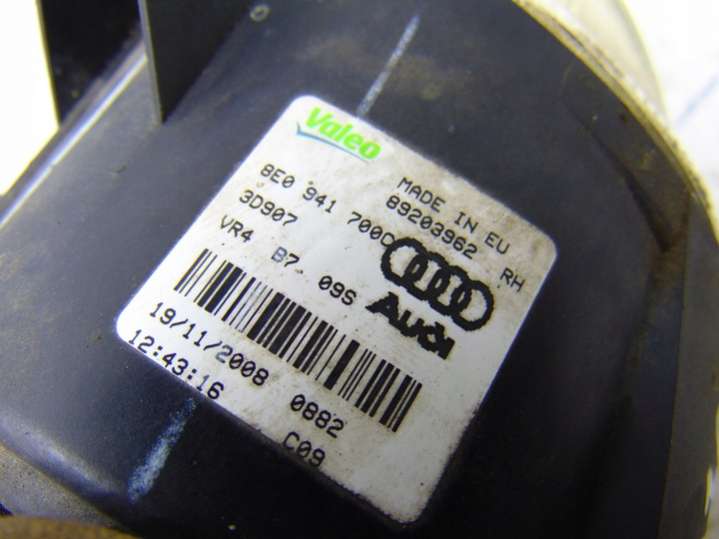 Valeo
MADE IN EU
8E0 941 700C 89203962 RH
3D907
VR4 B7 09S Audi
19/11/2008 0882
12:43:16 C09